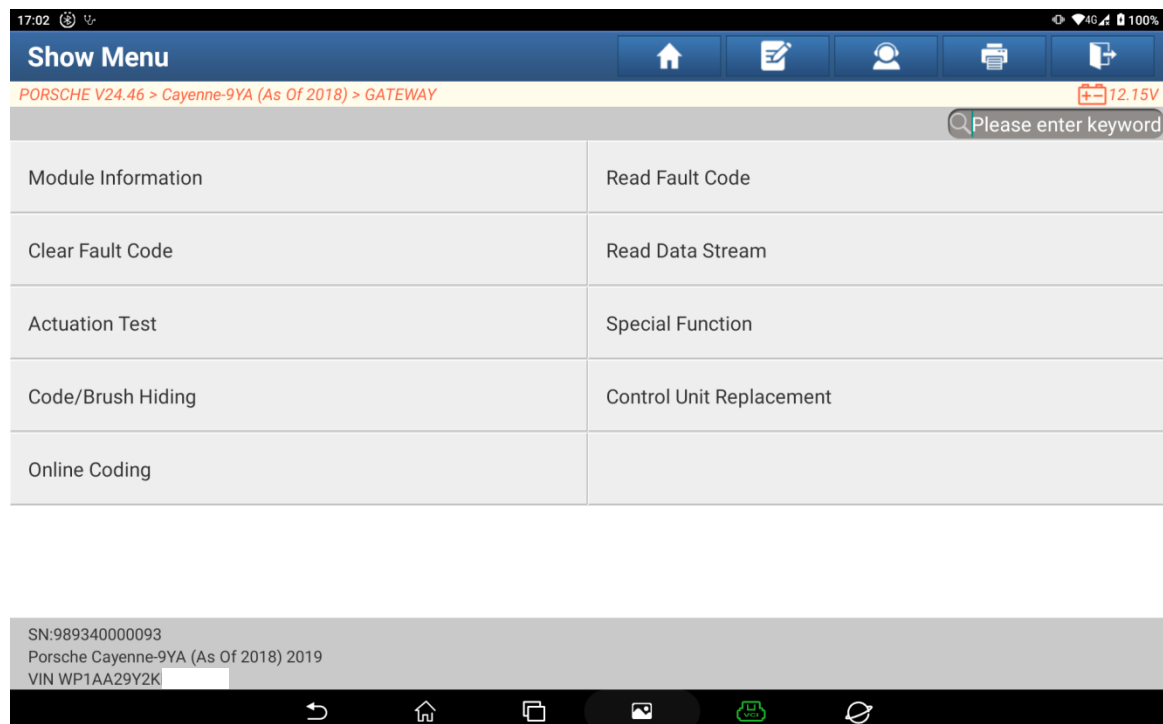 17:02
4G 100%
Show Menu
PORSCHE V24.46 > Cayenne-9YA (As Of 2018) > GATEWAY
12.15V
Please enter keyword
Module Information
Read Fault Code
Clear Fault Code
Read Data Stream
Actuation Test
Special Function
Code/Brush Hiding
Control Unit Replacement
Online Coding
SN:989340000093
Porsche Cayenne-9YA (As Of 2018) 2019
VIN WP1AA29Y2K
VCI